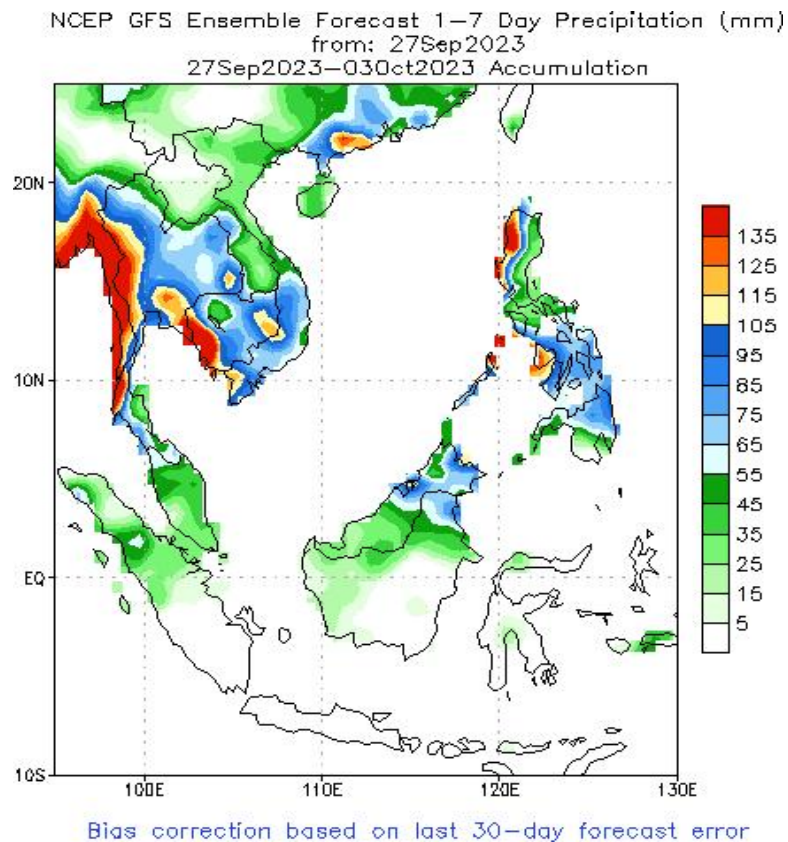 NCEP GFS Ensemble Forecast 1–7 Day Precipitation (mm)
from: 27Sep2023
27Sep2023–03Oct2023 Accumulation
20N
10N
EQ
10S
100E
110E
120E
130E
135
125
115
105
95
85
75
65
55
45
35
25
15
5
Bias correction based on last 30–day forecast error